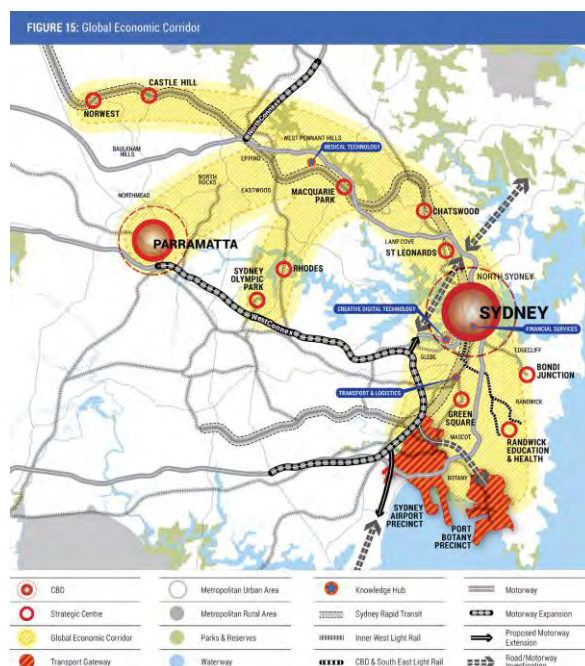 FIGURE 15: Global Economic Corridor
CASTLE HILL
NORWEST
NorthConnex
WEST PENNANT HILLS
BAULKHAM
HILLS
MEDICAL TECHNOLOGY
EPPING
NORTH
ROCKS
NORTHMEAD
EASTWOOD
MACQUARIE
PARK
CHATSWOOD
PARRAMATTA
LANE COVE
RHODES
ST LEONARDS
SYDNEY
OLYMPIC
PARK
NORTH SYDNEY
SYDNEY
WestConnex
CREATIVE DIGITAL TECHNOLOGY
FINANCIAL SERVICES
GLEBE
EDGECLIFF
BONDI
JUNCTION
TRANSPORT & LOGISTICS
GREEN
SQUARE
RANDWICK
RANDWICK
EDUCATION
& HEALTH
MASCOT
BOTANY
SYDNEY
AIRPORT
PRECINCT
PORT
BOTANY
PRECINCT
CBD
Metropolitan Urban Area
Knowledge Hub
Motorway
Strategic Centre
Metropolitan Rural Area
Sydney Rapid Transit
Motorway Expansion
Global Economic Corridor
Parks & Reserves
Inner West Light Rail
Proposed Motorway
Extension
Transport Gateway
Waterway
CBD & South East Light Rail
Road/Motorway
Investigation